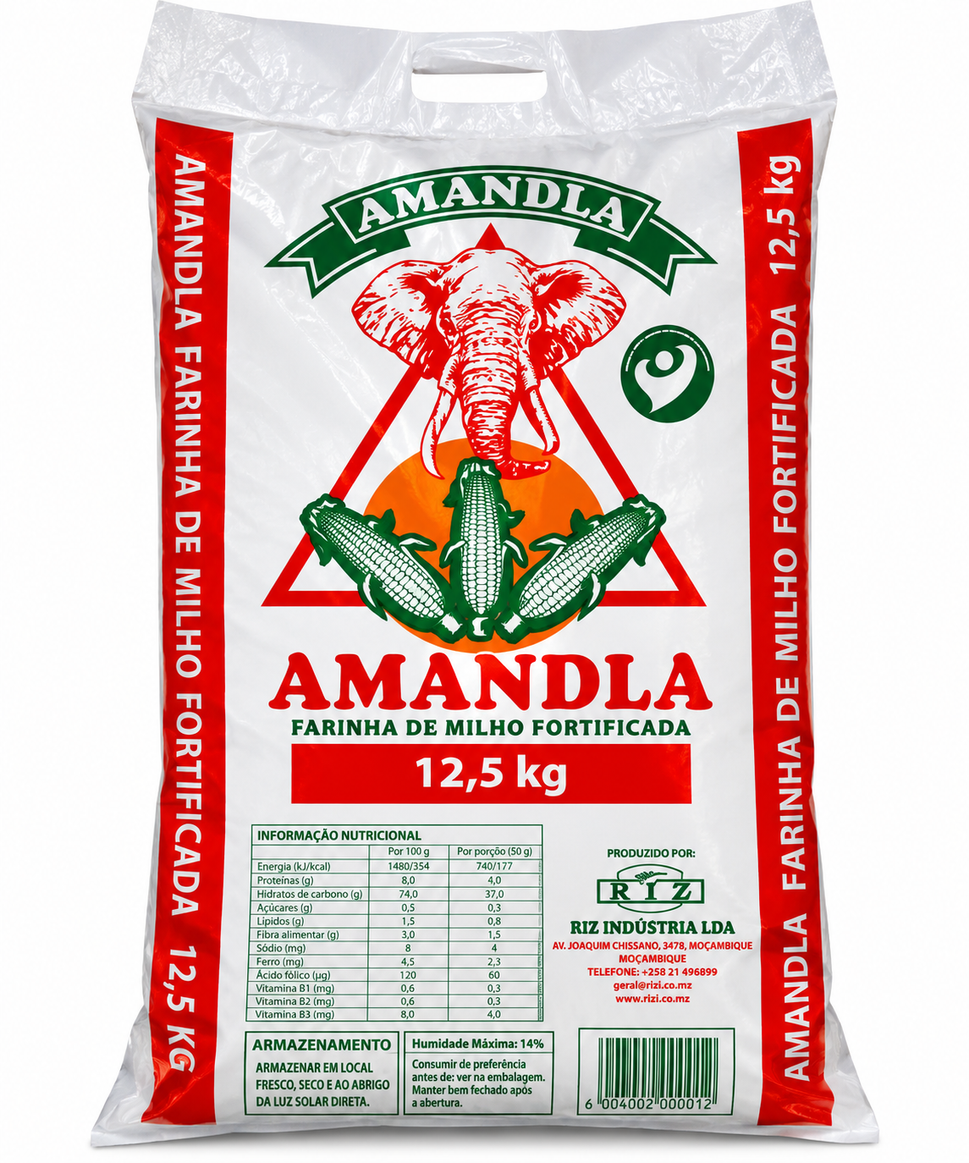 AMANDLA
AMANDLA FARINHA DE MILHO FORTIFICADA 12,5 KG
AMANDLA FARINHA DE MILHO FORTIFICADA 12,5 kg
AMANDLA
FARINHA DE MILHO FORTIFICADA
12,5 kg
INFORMAÇÃO NUTRICIONAL
Por 100 g Por porção (50 g)
Energia (kJ/kcal) 1480/354 740/177
Proteínas (g) 8,0 4,0
Hidratos de carbono (g) 74,0 37,0
Açúcares (g) 0,5 0,3
Lípidos (g) 1,5 0,8
Fibra alimentar (g) 3,0 1,5
Sódio (mg) 8 4
Ferro (mg) 4,5 2,3
Ácido fólico (µg) 120 60
Vitamina B1 (mg) 0,6 0,3
Vitamina B2 (mg) 0,6 0,3
Vitamina B3 (mg) 8,0 4,0
ARMAZENAMENTO
ARMAZENAR EM LOCAL
FRESCO, SECO E AO ABRIGO
DA LUZ SOLAR DIRETA.
Humidade Máxima: 14%
Consumir de preferência
antes de: ver na embalagem.
Manter bem fechado após
a abertura.
PRODUZIDO POR:
RIZ
RIZ INDÚSTRIA LDA
AV. JOAQUIM CHISSANO, 3478, MOÇAMBIQUE
MOÇAMBIQUE
TELEFONE: +258 21 496899
geral@rizi.co.mz
www.rizi.co.mz
6 004002 000012